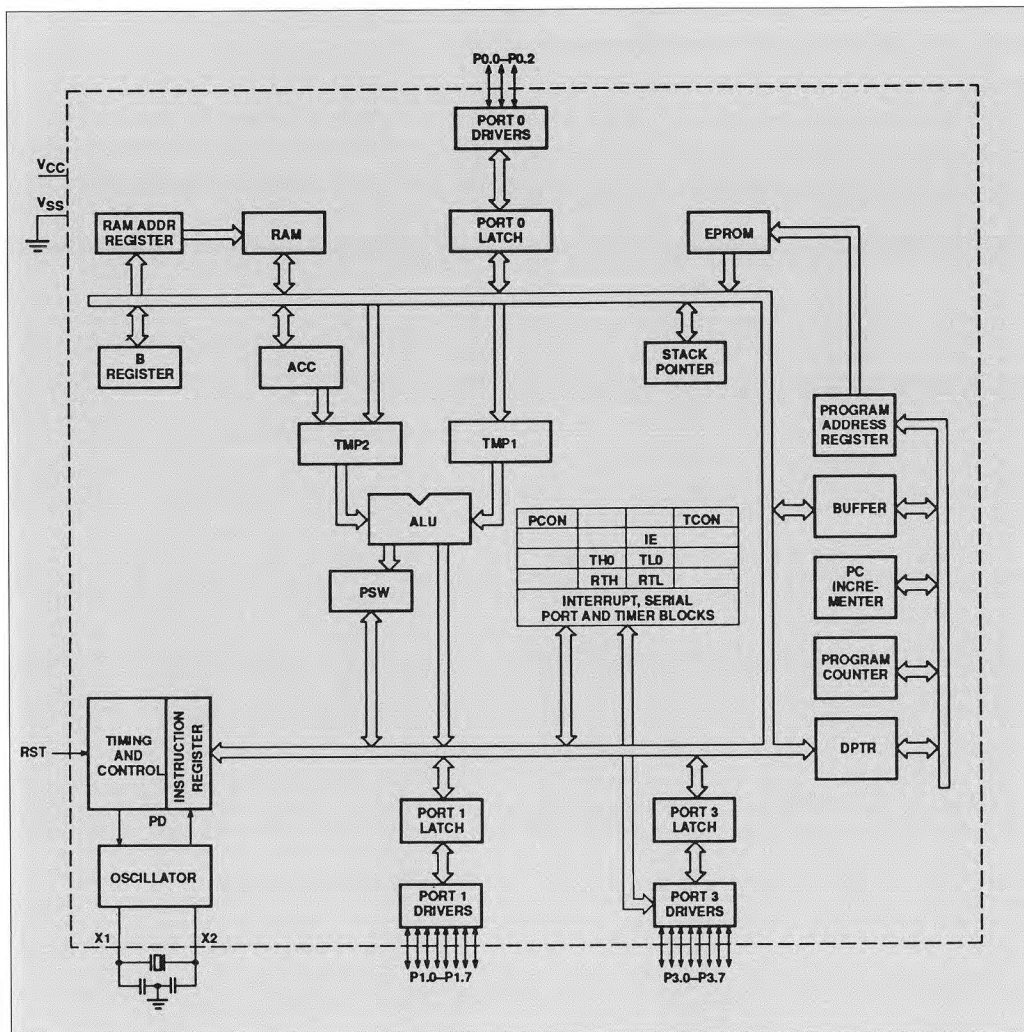 P0.0–P0.2
PORT 0
DRIVERS
VCC
VSS
RAM ADDR
REGISTER
RAM
PORT 0
LATCH
EPROM
B
REGISTER
ACC
STACK
POINTER
PROGRAM
ADDRESS
REGISTER
TMP2
TMP1
BUFFER
ALU
PCON TCON
IE
TH0 TL0
RTH RTL
INTERRUPT, SERIAL
PORT AND TIMER BLOCKS
PSW
PC
INCRE-
MENTER
PROGRAM
COUNTER
RST
TIMING
AND
CONTROL
INSTRUCTION
REGISTER
DPTR
PD
PORT 1
LATCH
PORT 3
LATCH
OSCILLATOR
PORT 1
DRIVERS
PORT 3
DRIVERS
X1 X2
P1.0–P1.7
P3.0–P3.7